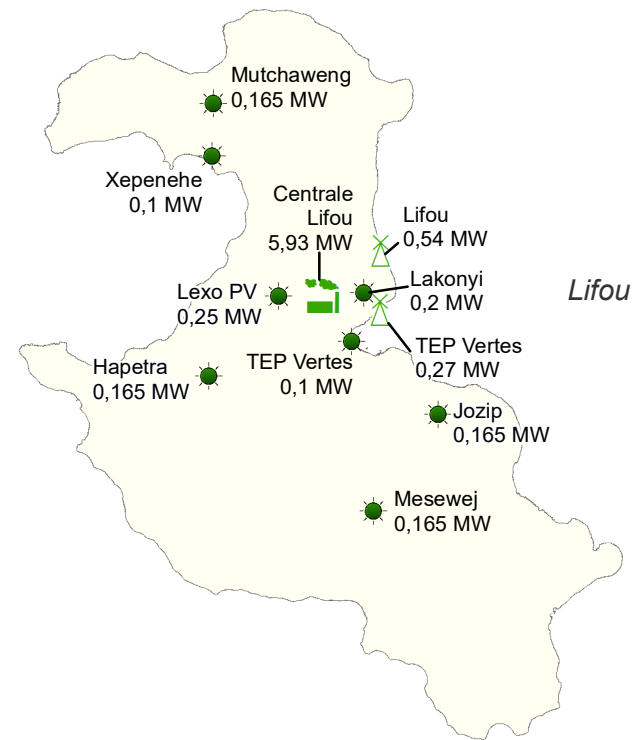 Mutchaweng
0,165 MW
Xepenehe
0,1 MW
Centrale
Lifou
5,93 MW
Lifou
0,54 MW
Lifou
Lakonyi
0,2 MW
Lexo PV
0,25 MW
TEP Vertes
0,27 MW
TEP Vertes
0,1 MW
Hapetra
0,165 MW
Jozip
0,165 MW
Mesewej
0,165 MW